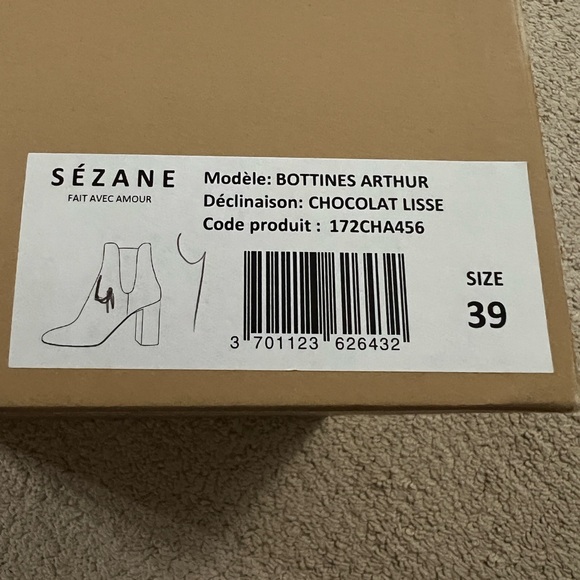 SÉZANE
FAIT AVEC AMOUR
Modèle: BOTTINES ARTHUR
Déclinaison: CHOCOLAT LISSE
Code produit : 172CHA456
3 701123 626432
SIZE
39